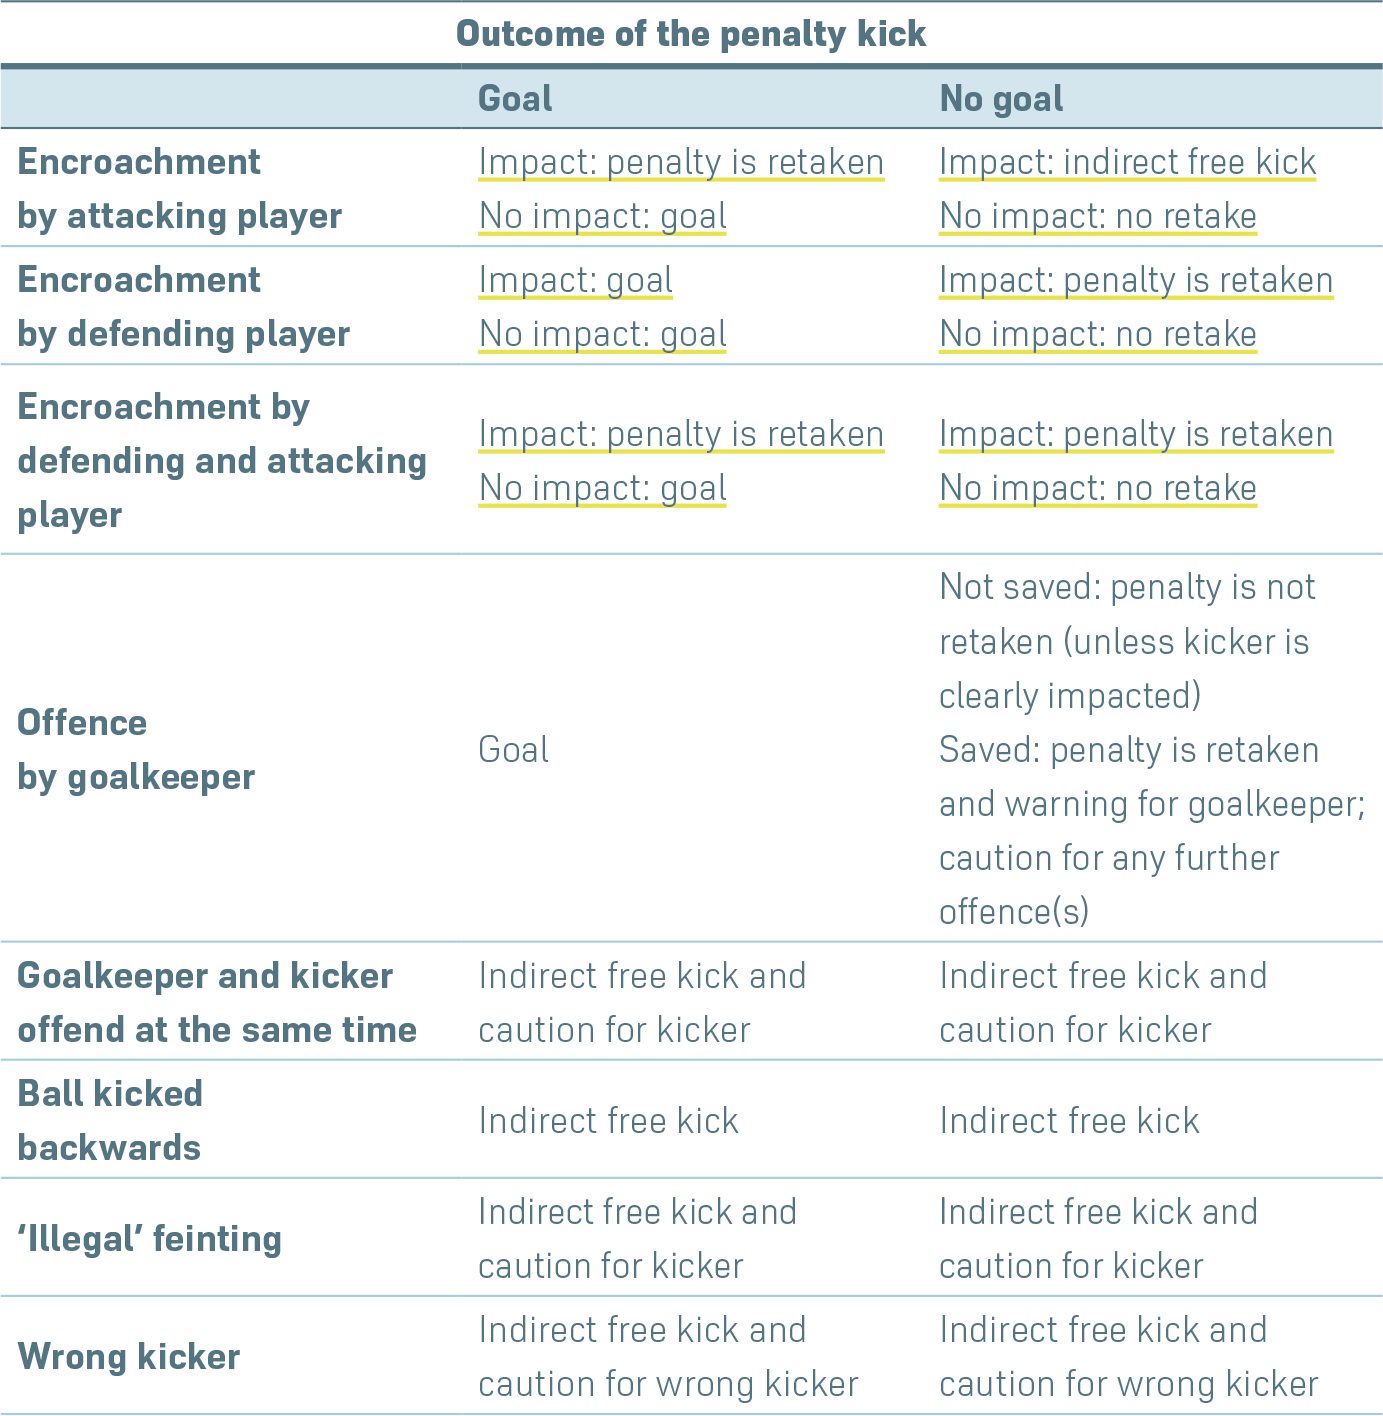 Outcome of the penalty kick
Goal
No goal
Encroachment
by attacking player
Impact: penalty is retaken
No impact: goal
Impact: indirect free kick
No impact: no retake
Encroachment
by defending player
Impact: goal
No impact: goal
Impact: penalty is retaken
No impact: no retake
Encroachment by
defending and attacking
player
Impact: penalty is retaken
No impact: goal
Impact: penalty is retaken
No impact: no retake
Offence
by goalkeeper
Goal
Not saved: penalty is not
retaken (unless kicker is
clearly impacted)
Saved: penalty is retaken
and warning for goalkeeper;
caution for any further
offence(s)
Goalkeeper and kicker
offend at the same time
Indirect free kick and
caution for kicker
Indirect free kick and
caution for kicker
Ball kicked
backwards
Indirect free kick
Indirect free kick
‘Illegal’ feinting
Indirect free kick and
caution for kicker
Indirect free kick and
caution for kicker
Wrong kicker
Indirect free kick and
caution for wrong kicker
Indirect free kick and
caution for wrong kicker